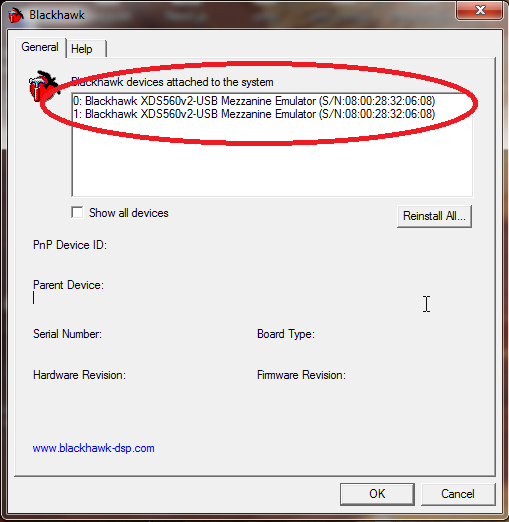 Blackhawk
General Help
Blackhawk devices attached to the system
0: Blackhawk XDS560v2-USB Mezzanine Emulator (S/N:08:00:28:32:06:08)
1: Blackhawk XDS560v2-USB Mezzanine Emulator (S/N:08:00:28:32:06:08)
Show all devices
Reinstall All...
PnP Device ID:
Parent Device:
Serial Number: Board Type:
Hardware Revision: Firmware Revision:
www.blackhawk-dsp.com
OK Cancel